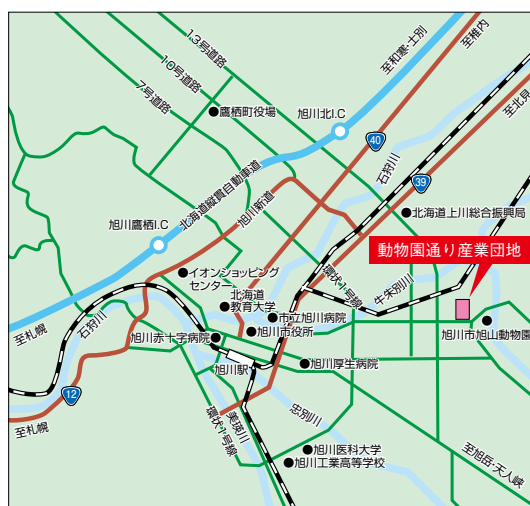 13号道路
10号道路
7号道路
至和寒・士別
至稚内
至北見
鷹栖町役場
旭川北I.C
40
石狩川
39
北海道縦貫自動車道
旭川新道
北海道上川総合振興局
旭川鷹栖I.C
動物園通り産業団地
イオンショッピング
センター
環状1号線
牛朱別川
北海道
教育大学
市立旭川病院
旭川市役所
旭川市旭山動物園
石狩川
至札幌
旭川赤十字病院
旭川駅
旭川厚生病院
12
至札幌
環状1号線
美瑛川
忠別川
旭川医科大学
旭川工業高等学校
至旭岳・天人峡